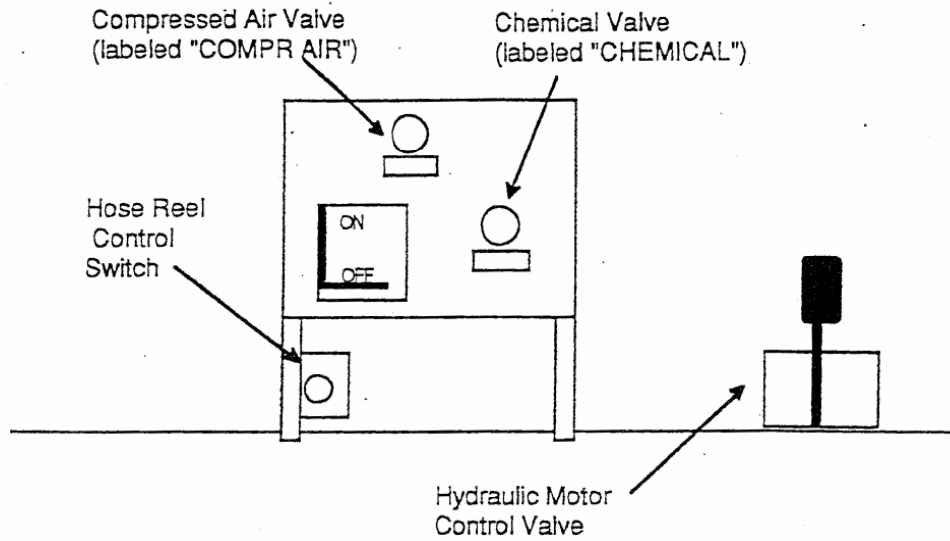 Compressed Air Valve
(labeled "COMPR AIR")
Chemical Valve
(labeled "CHEMICAL")
Hose Reel
Control
Switch
ON
OFF
Hydraulic Motor
Control Valve